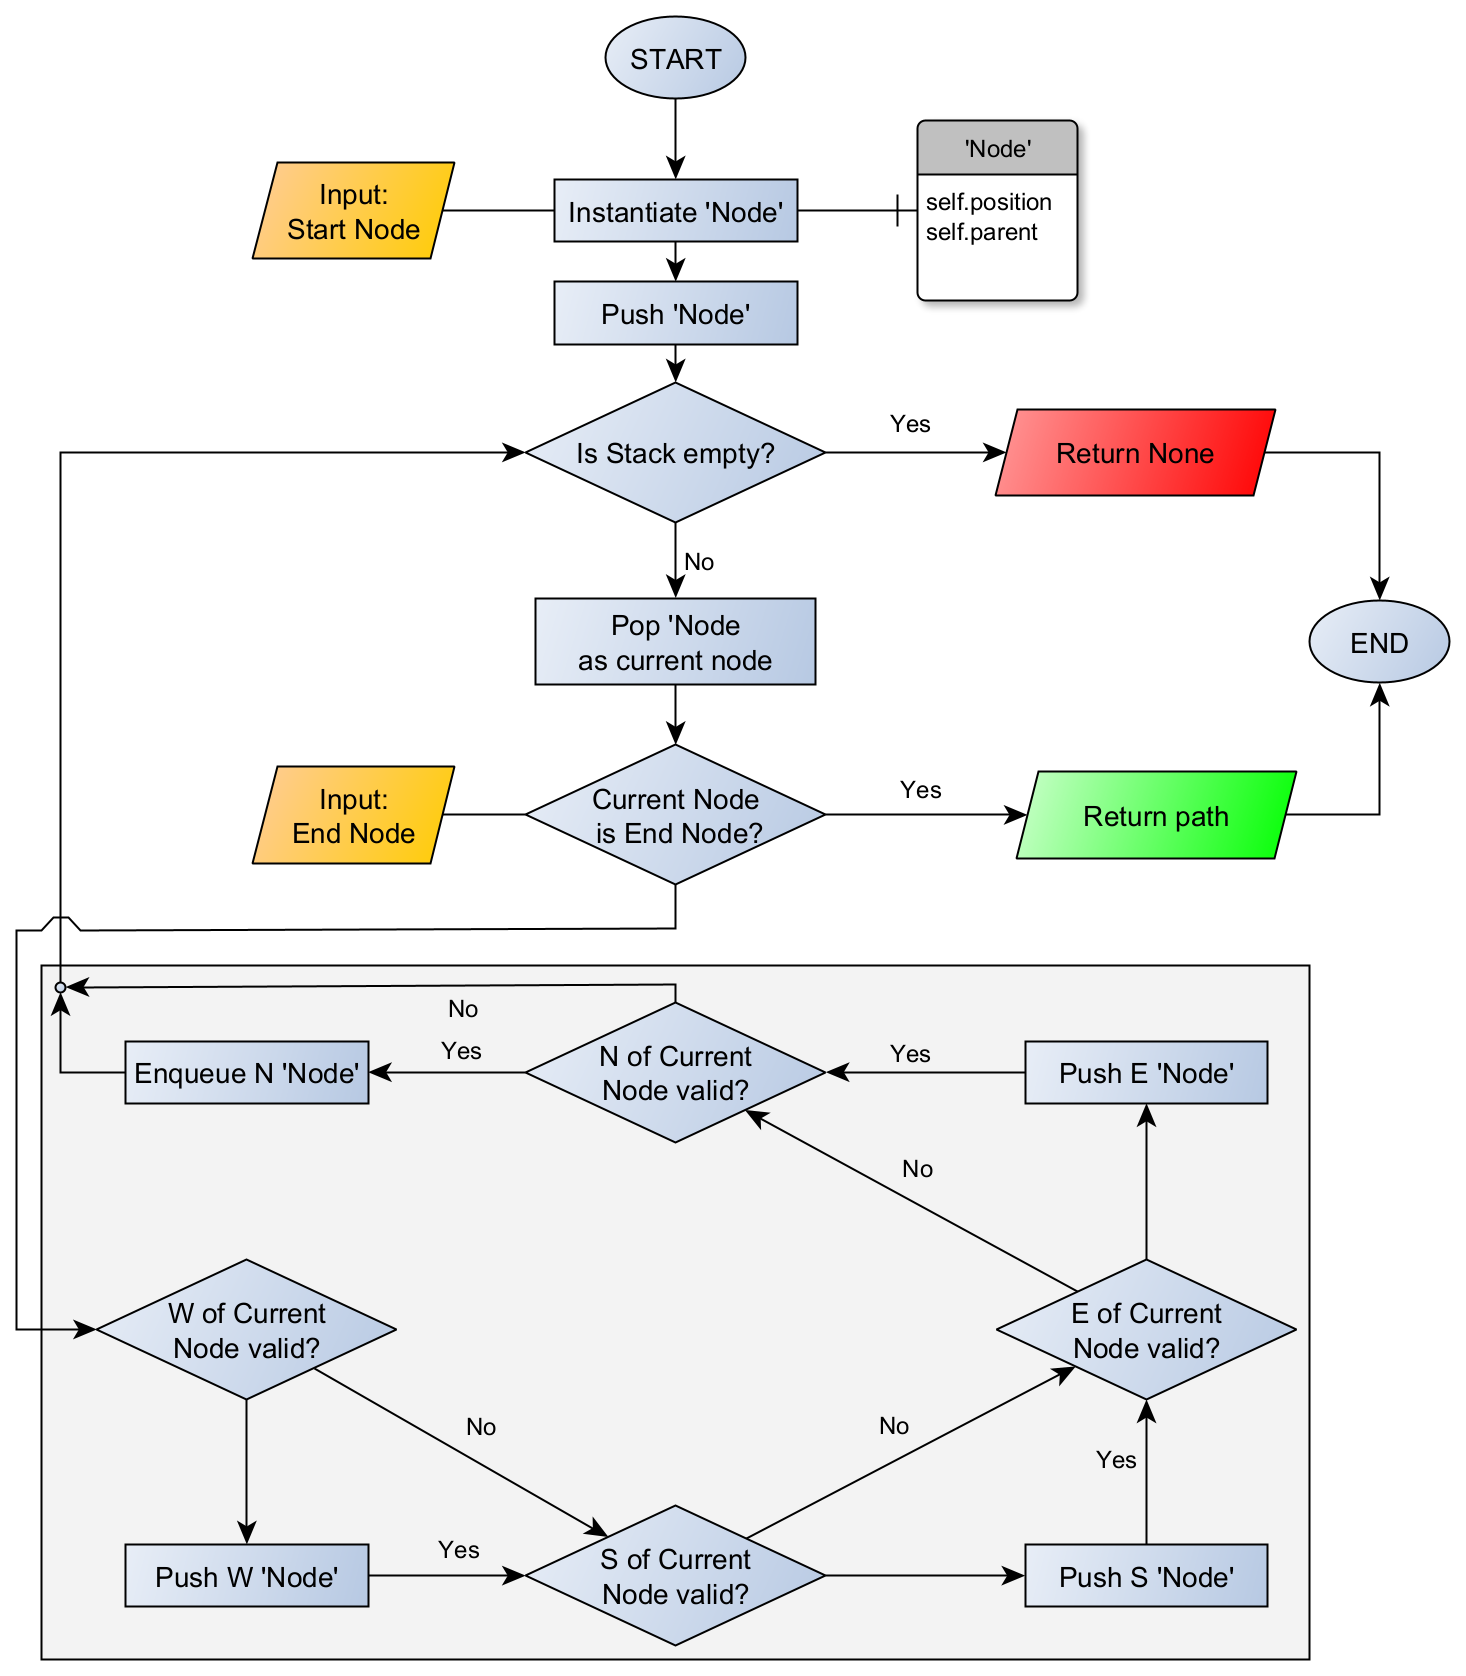 START
'Node'
self.position
self.parent
Input:
Start Node
Instantiate 'Node'
Push 'Node'
Is Stack empty?
Yes
Return None
No
Pop 'Node
as current node
END
Input:
End Node
Current Node
is End Node?
Yes
Return path
No
Enqueue N 'Node'
Yes
N of Current
Node valid?
Yes
Push E 'Node'
No
W of Current
Node valid?
E of Current
Node valid?
No
No
Yes
Push W 'Node'
Yes
S of Current
Node valid?
Push S 'Node'